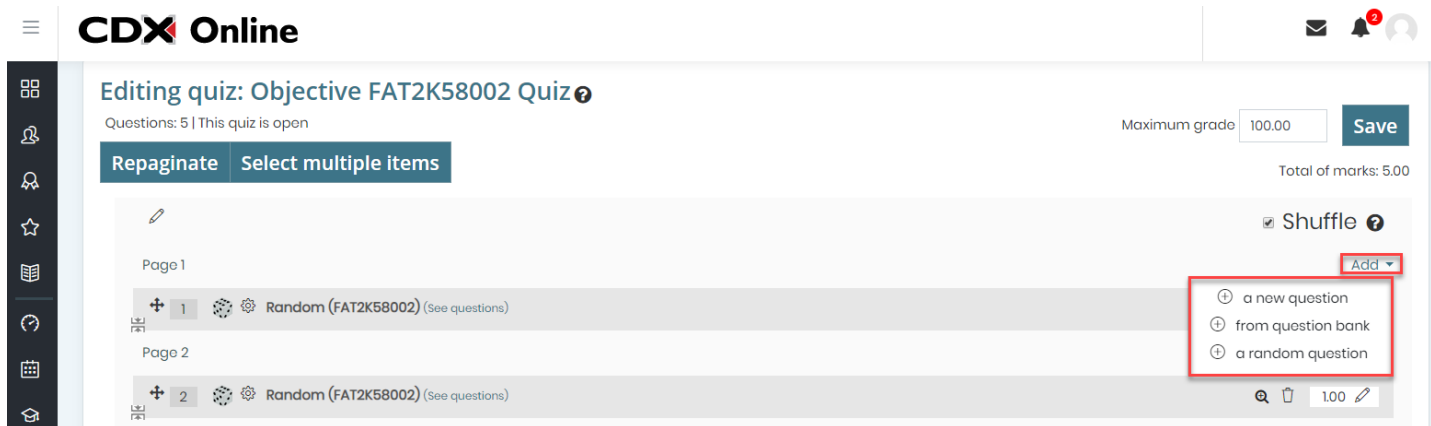 CDX Online
2
Editing quiz: Objective FAT2K58002 Quiz
Questions: 5 | This quiz is open
Maximum grade 100.00 Save
Repaginate Select multiple items
Total of marks: 5.00
Shuffle
Page 1 Add
a new question
1 Random (FAT2K58002) (See questions)
from question bank
Page 2 a random question
2 Random (FAT2K58002) (See questions) 1.00